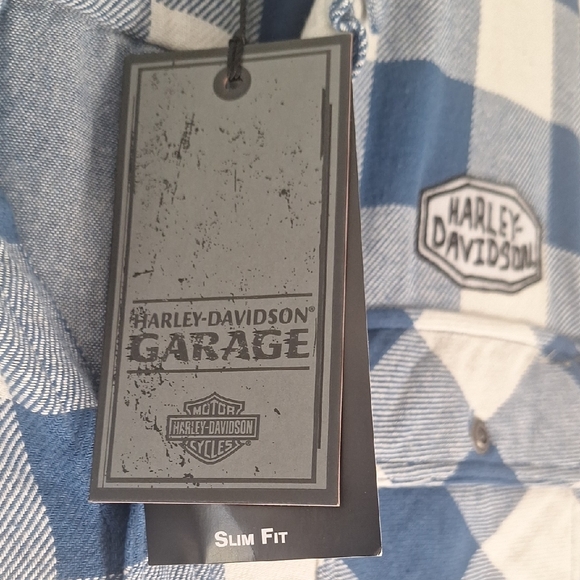 HARLEY-DAVIDSON®
GARAGE
MOTOR
HARLEY-DAVIDSON
CYCLES
SLIM FIT
HARLEY-
DAVIDSON